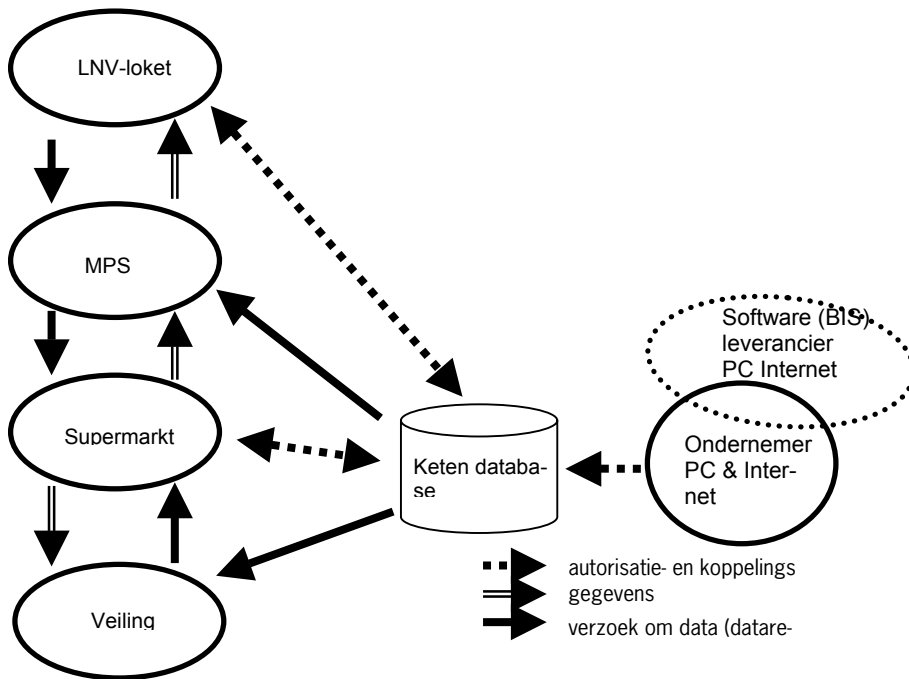 LNV-loket
MPS
Supermarkt
Veiling
Keten databa-
se
Software (BIS)
leverancier
PC Internet
Ondernemer
PC & Inter-
net
autorisatie- en koppelings
gegevens
verzoek om data (datare-